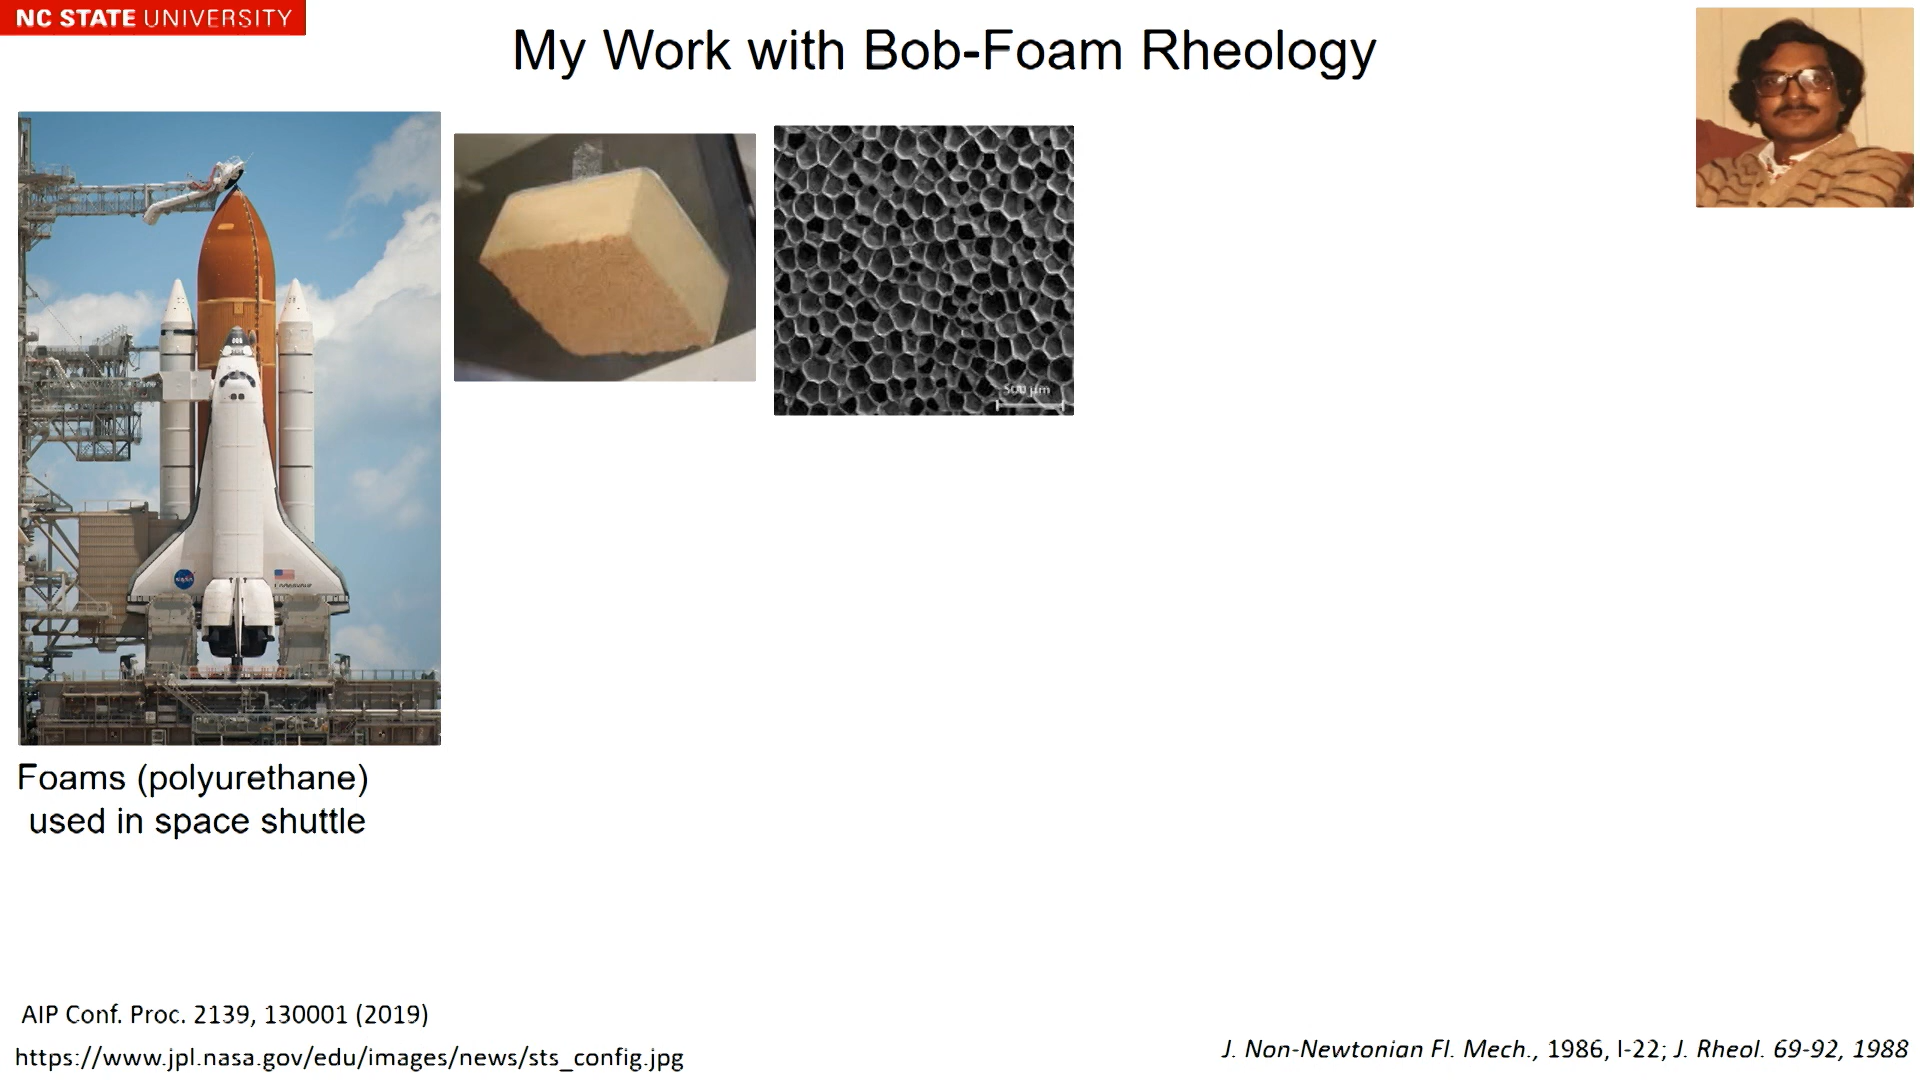 NC STATE UNIVERSITY
My Work with Bob-Foam Rheology
500 µm
Foams (polyurethane)
used in space shuttle
AIP Conf. Proc. 2139, 130001 (2019)
https://www.jpl.nasa.gov/edu/images/news/sts_config.jpg
J. Non-Newtonian Fl. Mech., 1986, I-22; J. Rheol. 69-92, 1988